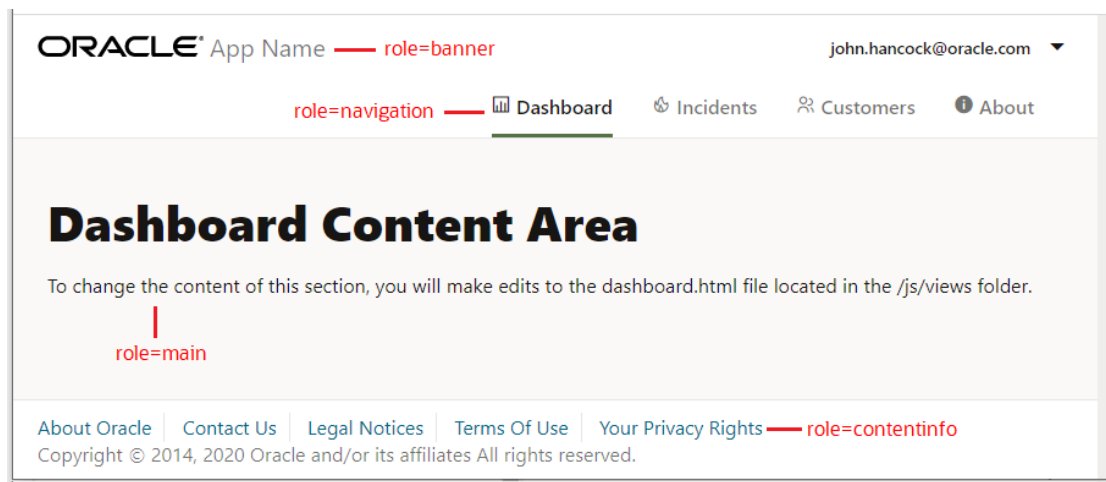 ORACLE® App Name role=banner john.hancock@oracle.com
role=navigation Dashboard Incidents Customers About
Dashboard Content Area
To change the content of this section, you will make edits to the dashboard.html file located in the /js/views folder.
role=main
About Oracle Contact Us Legal Notices Terms Of Use Your Privacy Rights role=contentinfo
Copyright © 2014, 2020 Oracle and/or its affiliates All rights reserved.